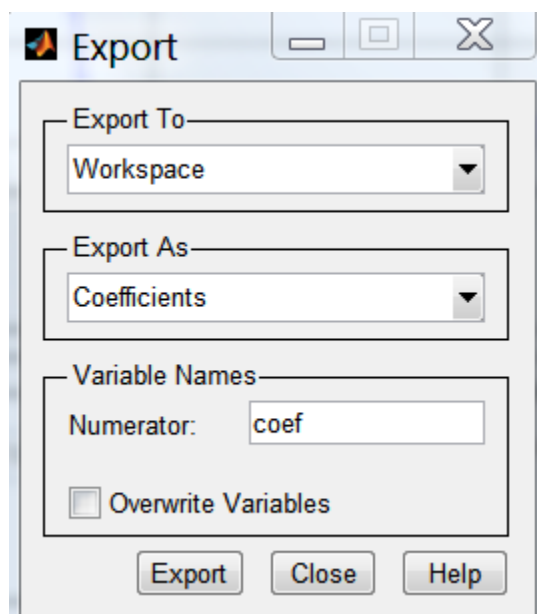 Export
Export To
Workspace
Export As
Coefficients
Variable Names
Numerator: coef
Overwrite Variables
Export Close Help